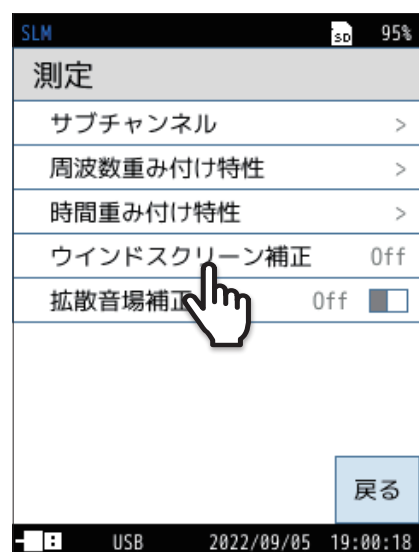 SLM SD 95%
測定
サブチャンネル >
周波数重み付け特性 >
時間重み付け特性 >
ウインドスクリーン補正 Off
拡散音場補正 Off
戻る
USB 2022/09/05 19:00:18